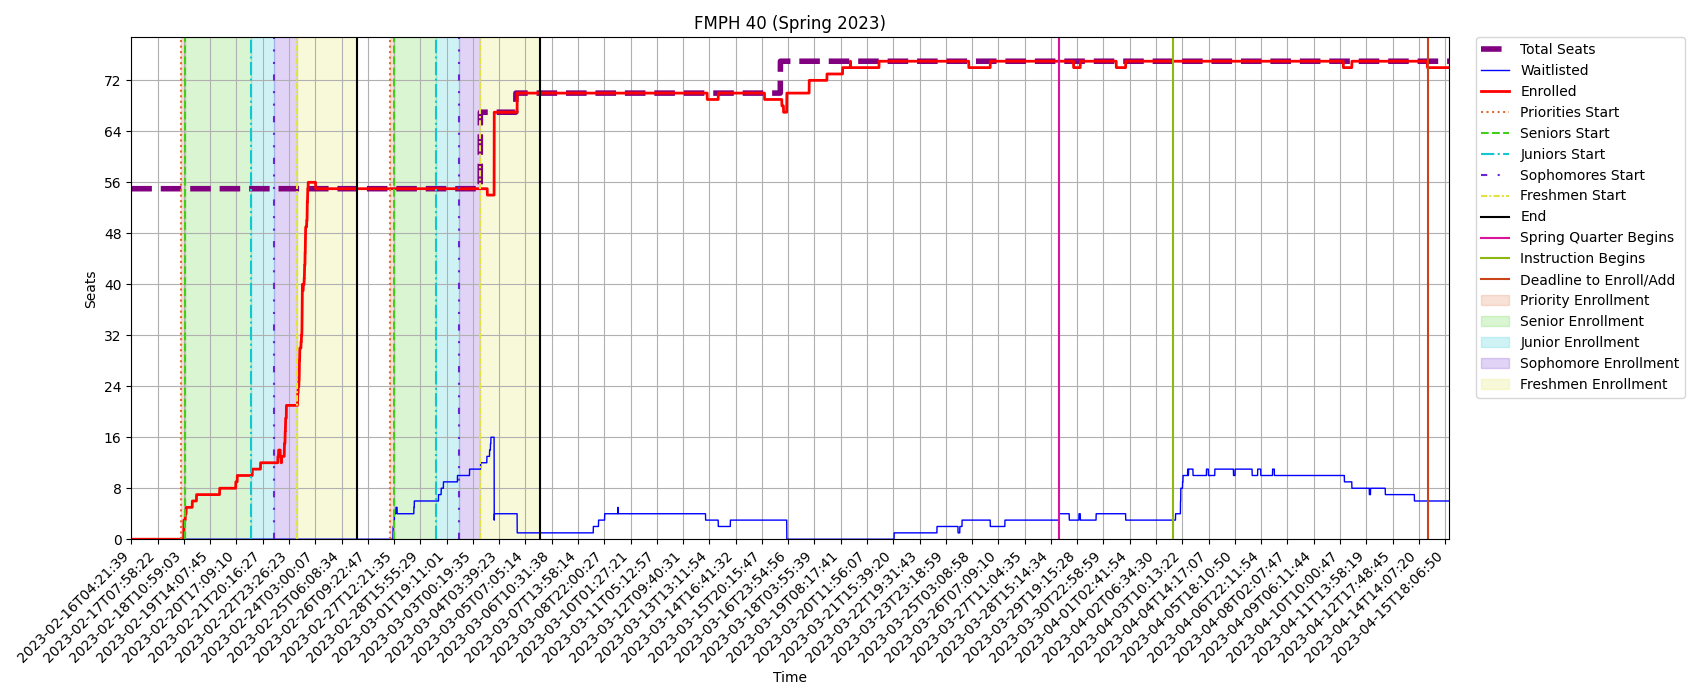 FMPH 40 (Spring 2023)
Seats
72
64
56
48
40
32
24
16
8
0
2023-02-16T04:21:39
2023-02-17T07:58:22
2023-02-18T10:59:03
2023-02-19T14:07:45
2023-02-20T17:09:16
2023-02-21T20:16:27
2023-02-22T23:26:23
2023-02-24T03:00:07
2023-02-25T06:08:34
2023-02-26T09:22:47
2023-02-27T12:21:35
2023-02-28T15:55:29
2023-03-01T19:11:01
2023-03-02T22:19:35
2023-03-04T03:39:23
2023-03-05T07:05:14
2023-03-06T10:31:38
2023-03-07T13:58:14
2023-03-08T22:00:27
2023-03-10T01:27:21
2023-03-11T05:12:57
2023-03-12T09:40:31
2023-03-13T13:11:54
2023-03-14T16:41:32
2023-03-15T20:15:47
2023-03-16T23:54:56
2023-03-18T03:55:39
2023-03-19T08:17:41
2023-03-20T11:56:07
2023-03-21T15:39:20
2023-03-22T19:31:43
2023-03-23T23:18:59
2023-03-25T03:08:58
2023-03-26T07:09:10
2023-03-27T11:04:35
2023-03-28T15:14:34
2023-03-29T19:15:28
2023-03-30T22:58:59
2023-04-01T02:41:54
2023-04-02T06:34:30
2023-04-03T10:13:22
2023-04-04T14:17:07
2023-04-05T18:10:50
2023-04-06T22:11:54
2023-04-08T02:07:47
2023-04-09T06:11:44
2023-04-10T10:00:47
2023-04-11T13:58:19
2023-04-12T17:48:45
2023-04-14T14:07:20
2023-04-15T18:06:50
Time
Total Seats
Waitlisted
Enrolled
Priorities Start
Seniors Start
Juniors Start
Sophomores Start
Freshmen Start
End
Spring Quarter Begins
Instruction Begins
Deadline to Enroll/Add
Priority Enrollment
Senior Enrollment
Junior Enrollment
Sophomore Enrollment
Freshmen Enrollment